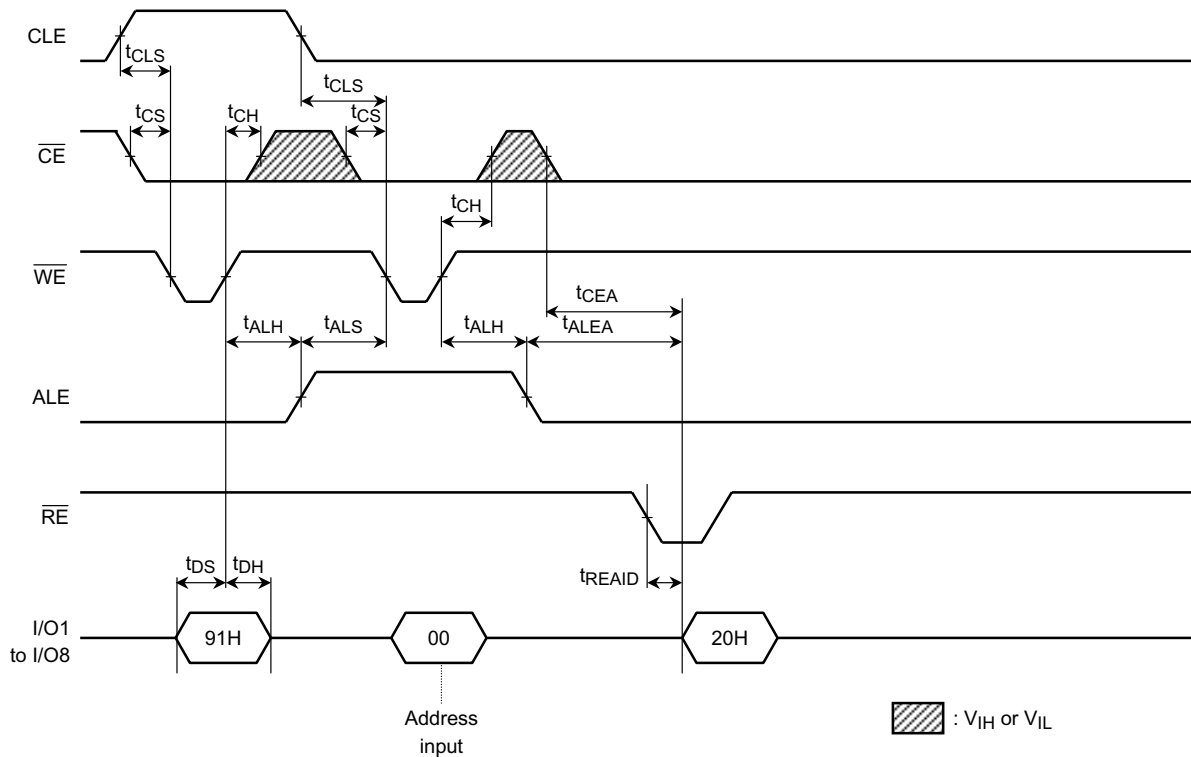 CLE
tCLS
tCLS
tCS
tCH
tCS
CE
tCH
WE
tCEA
tALH
tALS
tALH
tALEA
ALE
RE
tDS
tDH
tREAID
I/O1
to I/O8
91H
00
20H
Address
input
: VIH or VIL